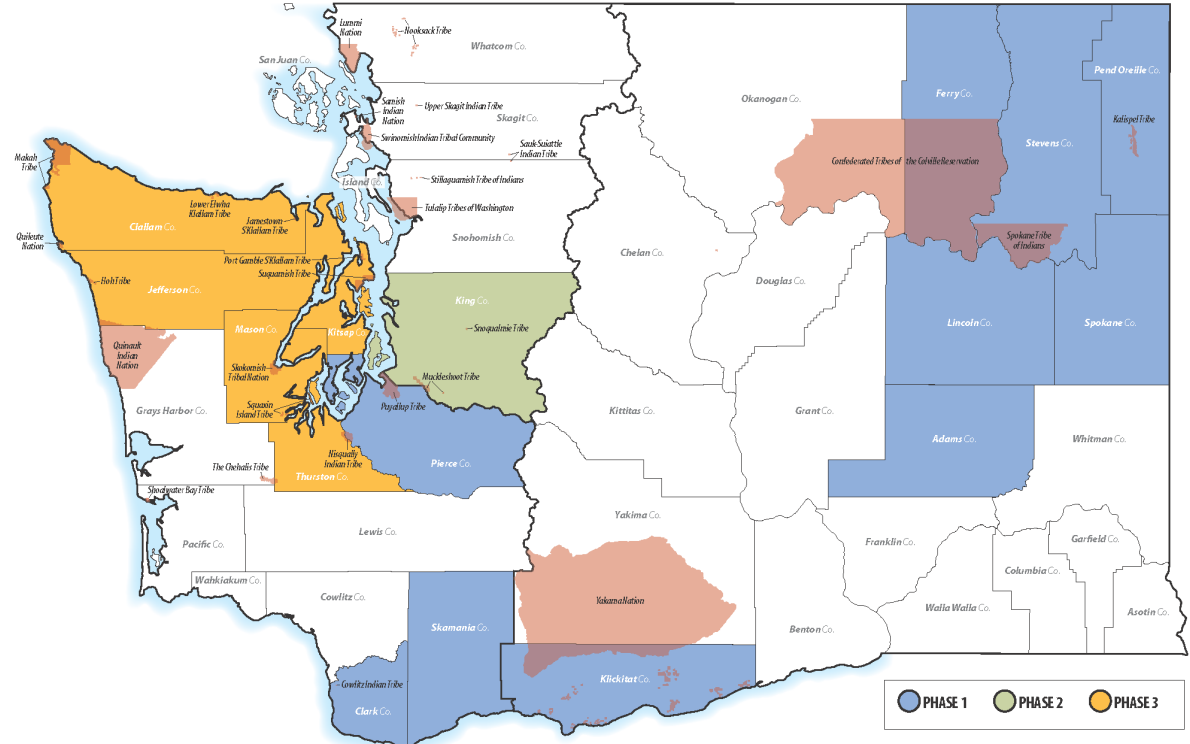 Lummi
Nation
Nooksack Tribe
Whatcom Co.
San Juan Co.
Pend Oreille Co.
Ferry Co.
Okanogan Co.
Samish
Indian
Nation
Upper Skagit Indian Tribe
Skagit Co.
Kalispel Tribe
Swinomish Indian Tribal Community
Stevens Co.
Sauk-Suiattle
Indian Tribe
Makah
Tribe
Confederated Tribes of the Colville Reservation
Island Co.
Stillaguamish Tribe of Indians
Lower Elwha
Klallam Tribe
Tulalip Tribes of Washington
Jamestown
S'Klallam Tribe
Clallam Co.
Quileute
Nation
Snohomish Co.
Spokane Tribe
of Indians
Chelan Co.
Port Gamble S'Klallam Tribe
Suquamish Tribe
Hoh Tribe
Jefferson Co.
Douglas Co.
King Co.
Mason Co.
Kitsap Co.
Snoqualmie Tribe
Lincoln Co.
Spokane Co.
Quinault
Indian
Nation
Skokomish
Tribal Nation
Muckleshoot Tribe
Squaxin
Island Tribe
Puyallup Tribe
Grays Harbor Co.
Kittitas Co.
Grant Co.
Adams Co.
Whitman Co.
Nisqually
Indian Tribe
Pierce Co.
The Chehalis Tribe
Thurston Co.
Shoalwater Bay Tribe
Yakima Co.
Lewis Co.
Pacific Co.
Franklin Co.
Garfield Co.
Columbia Co.
Wahkiakum Co.
Cowlitz Co.
Yakama Nation
Walla Walla Co.
Asotin Co.
Skamania Co.
Benton Co.
Klickitat Co.
Cowlitz Indian Tribe
Clark Co.
PHASE 1
PHASE 2
PHASE 3